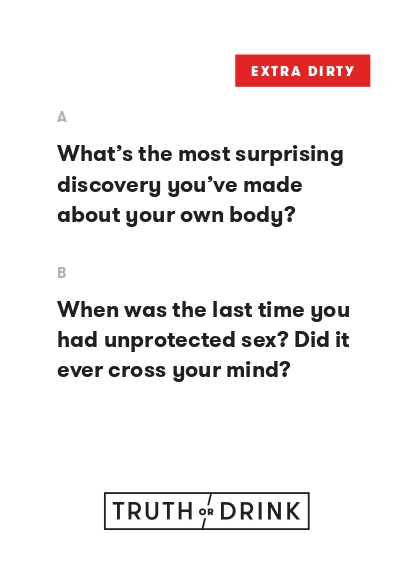 EXTRA DIRTY
A
What’s the most surprising
discovery you’ve made
about your own body?
B
When was the last time you
had unprotected sex? Did it
ever cross your mind?
TRUTH OR DRINK